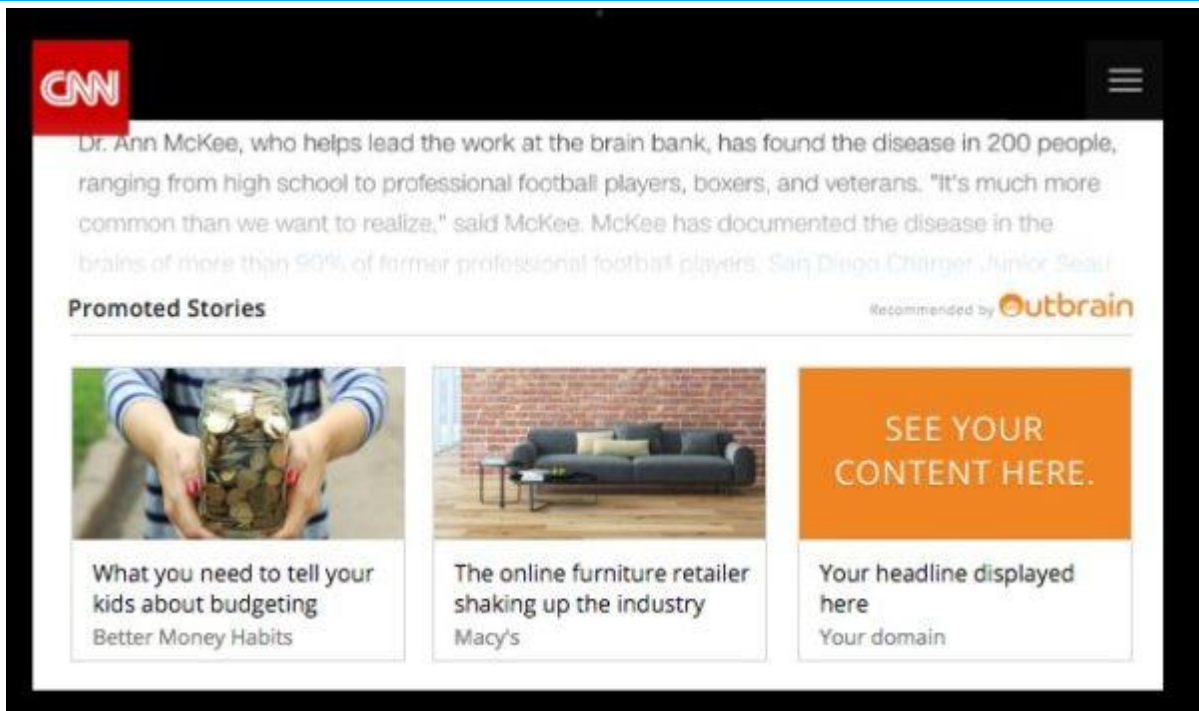 CNN
Dr. Ann McKee, who helps lead the work at the brain bank, has found the disease in 200 people,
ranging from high school to professional football players, boxers, and veterans. "It's much more
common than we want to realize," said McKee. McKee has documented the disease in the
brains of more than 90% of former professional football players. San Diego Charger Junior Seau
Promoted Stories
Recommended by Outbrain
What you need to tell your
kids about budgeting
Better Money Habits
The online furniture retailer
shaking up the industry
Macy's
SEE YOUR
CONTENT HERE.
Your headline displayed
here
Your domain